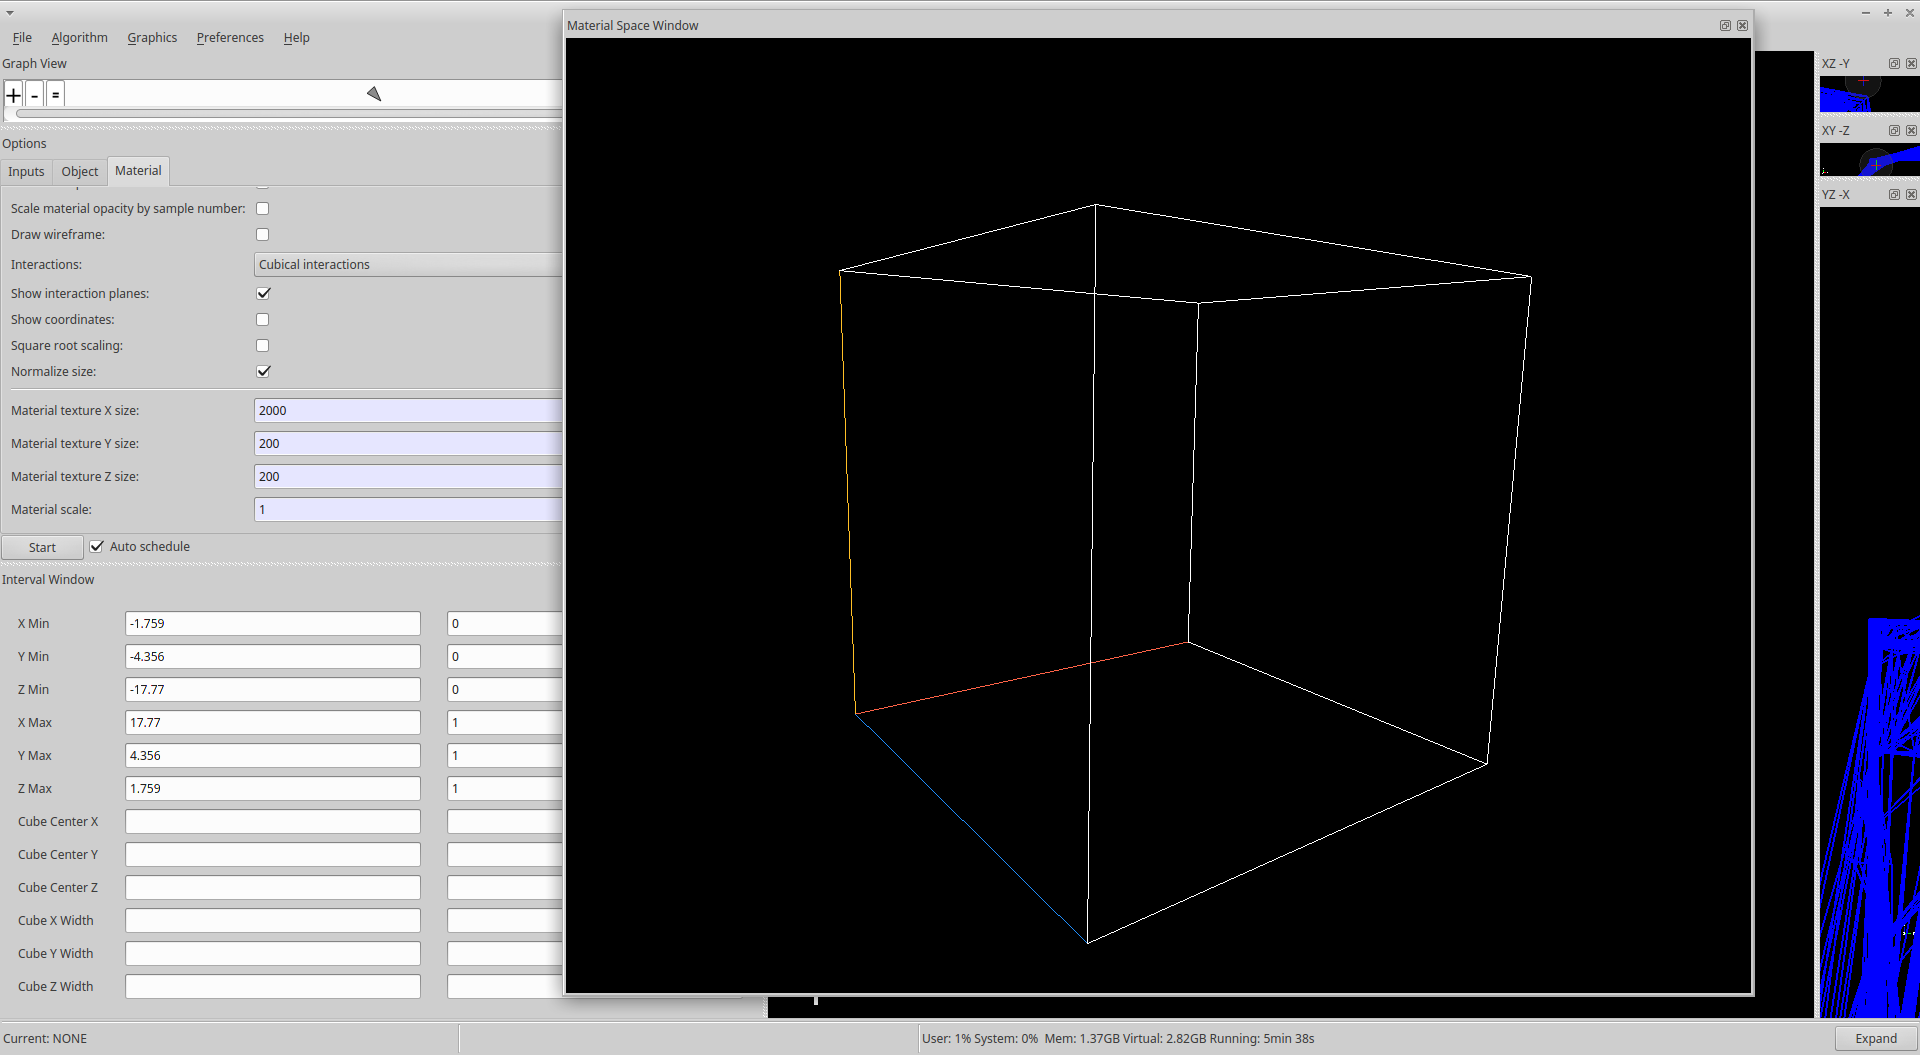 Material Space Window
File Algorithm Graphics Preferences Help
Graph View
+ - =
Options
Inputs Object Material
Scale material opacity by sample number:
Draw wireframe:
Interactions: Cubical interactions
Show interaction planes:
Show coordinates:
Square root scaling:
Normalize size:
Material texture X size: 2000
Material texture Y size: 200
Material texture Z size: 200
Material scale: 1
Start Auto schedule
Interval Window
X Min -1.759 0
Y Min -4.356 0
Z Min -17.77 0
X Max 17.77 1
Y Max 4.356 1
Z Max 1.759 1
Cube Center X
Cube Center Y
Cube Center Z
Cube X Width
Cube Y Width
Cube Z Width
XZ -Y
XY -Z
YZ -X
Current: NONE
User: 1% System: 0% Mem: 1.37GB Virtual: 2.82GB Running: 5min 38s
Expand